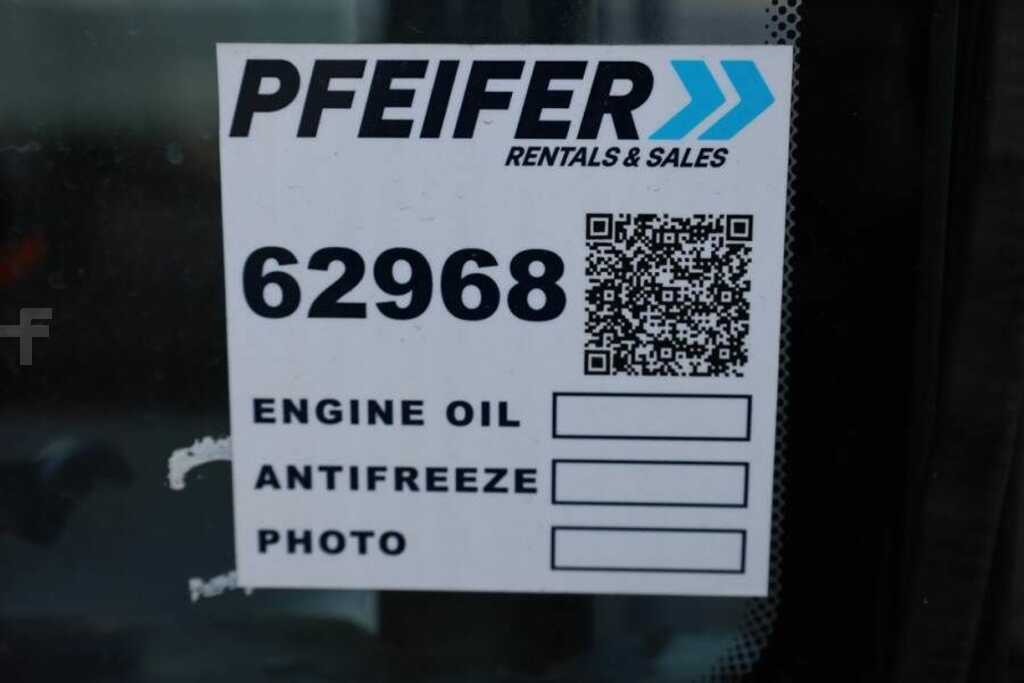 PFEIFER
RENTALS & SALES
62968
ENGINE OIL
ANTIFREEZE
PHOTO